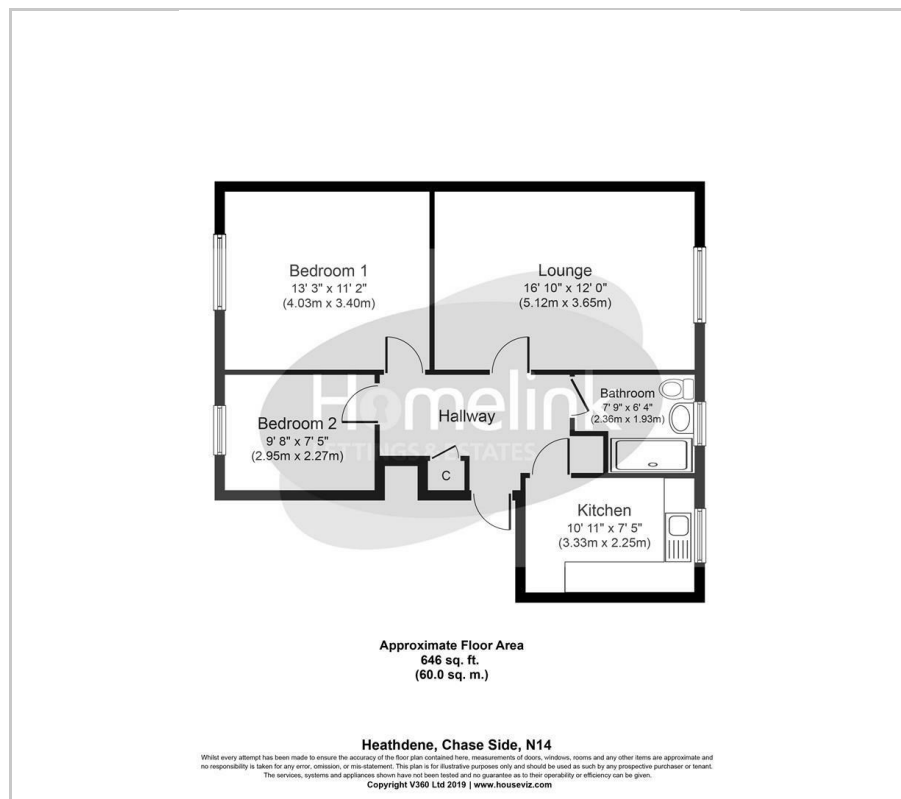 Bedroom 1
13' 3" x 11' 2"
(4.03m x 3.40m)
Lounge
16' 10" x 12' 0"
(5.12m x 3.65m)
Homelink
LETTINGS & ESTATES
Bedroom 2
9' 8" x 7' 5"
(2.95m x 2.27m)
Hallway
Bathroom
7' 9" x 6' 4"
(2.36m x 1.93m)
C
Kitchen
10' 11" x 7' 5"
(3.33m x 2.25m)
Approximate Floor Area
646 sq. ft.
(60.0 sq. m.)
Heathdene, Chase Side, N14
Whilst every attempt has been made to ensure the accuracy of the floor plan contained here, measurements of doors, windows, rooms and any other items are approximate and
no responsibility is taken for any error, omission, or mis-statement. This plan is for illustrative purposes only and should be used as such by any prospective purchaser or tenant.
The services, systems and appliances shown have not been tested and no guarantee as to their operability or efficiency can be given.
Copyright V360 Ltd 2019 | www.houseviz.com